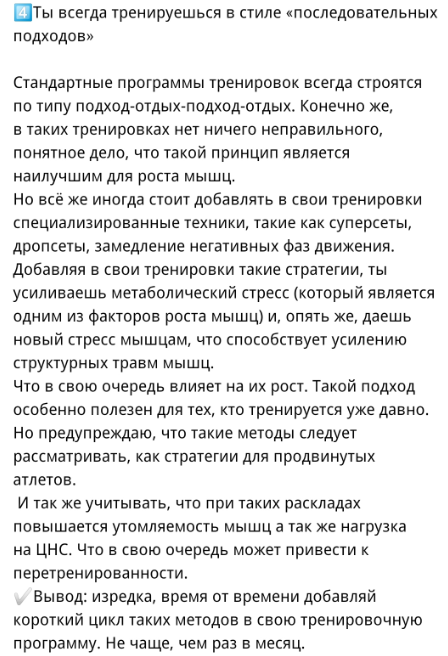 4️⃣Ты всегда тренируешься в стиле «последовательных
подходов»
Стандартные программы тренировок всегда строятся
по типу подход-отдых-подход-отдых. Конечно же,
в таких тренировках нет ничего неправильного,
понятное дело, что такой принцип является
наилучшим для роста мышц.
Но всё же иногда стоит добавлять в свои тренировки
специализированные техники, такие как суперсеты,
дропсеты, замедление негативных фаз движения.
Добавляя в свои тренировки такие стратегии, ты
усиливаешь метаболический стресс (который является
одним из факторов роста мышц) и, опять же, даешь
новый стресс мышцам, что способствует усилению
структурных травм мышц.
Что в свою очередь влияет на их рост. Такой подход
особенно полезен для тех, кто тренируется уже давно.
Но предупреждаю, что такие методы следует
рассматривать, как стратегии для продвинутых
атлетов.
И так же учитывать, что при таких раскладах
повышается утомляемость мышц а так же нагрузка
на ЦНС. Что в свою очередь может привести к
перетренированности.
✔️Вывод: изредка, время от времени добавляй
короткий цикл таких методов в свою тренировочную
программу. Не чаще, чем раз в месяц.